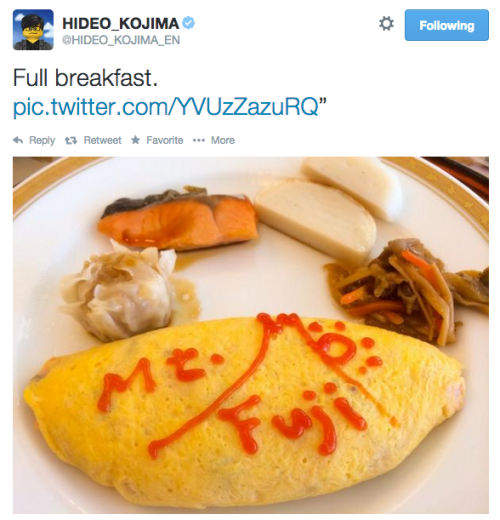 HIDEO_KOJIMA
@HIDEO_KOJIMA_EN
Following
Full breakfast.
pic.twitter.com/YVUzZazuRQ”
Reply Retweet Favorite More
Mt.
Fuji